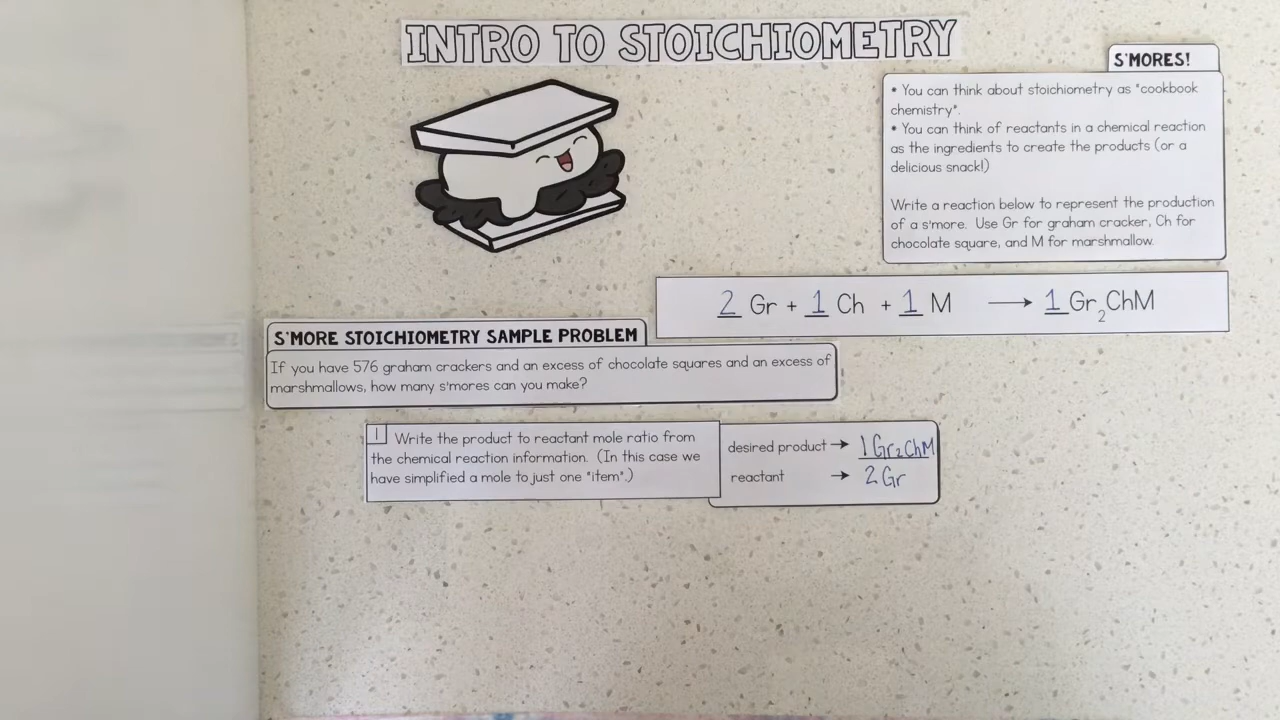 INTRO TO STOICHIOMETRY
S'MORES!
* You can think about stoichiometry as "cookbook
chemistry".
* You can think of reactants in a chemical reaction
as the ingredients to create the products (or a
delicious snack!)
Write a reaction below to represent the production
of a s'more. Use Gr for graham cracker, Ch for
chocolate square, and M for marshmallow.
2 Gr + 1 Ch + 1 M → 1 Gr₂ChM
S'MORE STOICHIOMETRY SAMPLE PROBLEM
If you have 576 graham crackers and an excess of chocolate squares and an excess of
marshmallows, how many s'mores can you make?
1 Write the product to reactant mole ratio from
the chemical reaction information. (In this case we
have simplified a mole to just one "item".)
desired product → 1 Gr₂ChM
reactant → 2 Gr